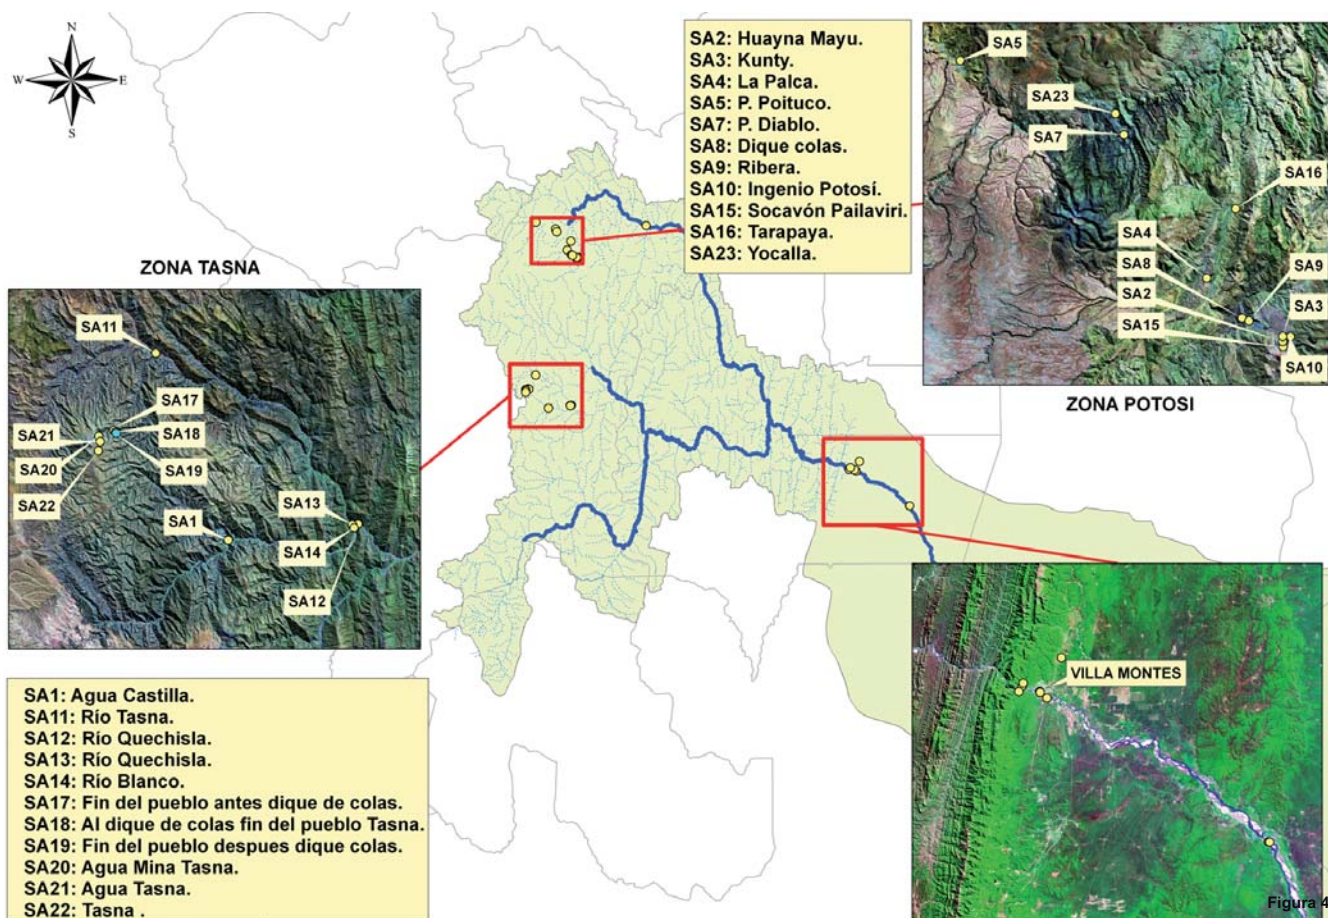 N
W
E
S
SA2: Huayna Mayu.
SA3: Kunty.
SA4: La Palca.
SA5: P. Poituco.
SA7: P. Diablo.
SA8: Dique colas.
SA9: Ribera.
SA10: Ingenio Potosí.
SA15: Socavón Pailaviri.
SA16: Tarapaya.
SA23: Yocalla.
SA5
SA23
SA7
SA16
SA4
SA8
SA9
SA2
SA3
SA15
SA10
ZONA POTOSI
ZONA TASNA
SA11
SA17
SA21
SA18
SA20
SA19
SA22
SA1
SA13
SA14
SA12
SA1: Agua Castilla.
SA11: Río Tasna.
SA12: Río Quechisla.
SA13: Río Quechisla.
SA14: Río Blanco.
SA17: Fin del pueblo antes dique de colas.
SA18: Al dique de colas fin del pueblo Tasna.
SA19: Fin del pueblo despues dique colas.
SA20: Agua Mina Tasna.
SA21: Agua Tasna.
SA22: Tasna .
VILLA MONTES
Figura 4